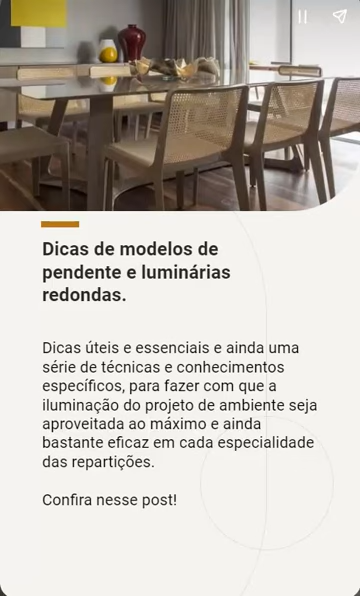 Dicas de modelos de
pendente e luminárias
redondas.
Dicas úteis e essenciais e ainda uma
série de técnicas e conhecimentos
específicos, para fazer com que a
iluminação do projeto de ambiente seja
aproveitada ao máximo e ainda
bastante eficaz em cada especialidade
das repartições.
Confira nesse post!